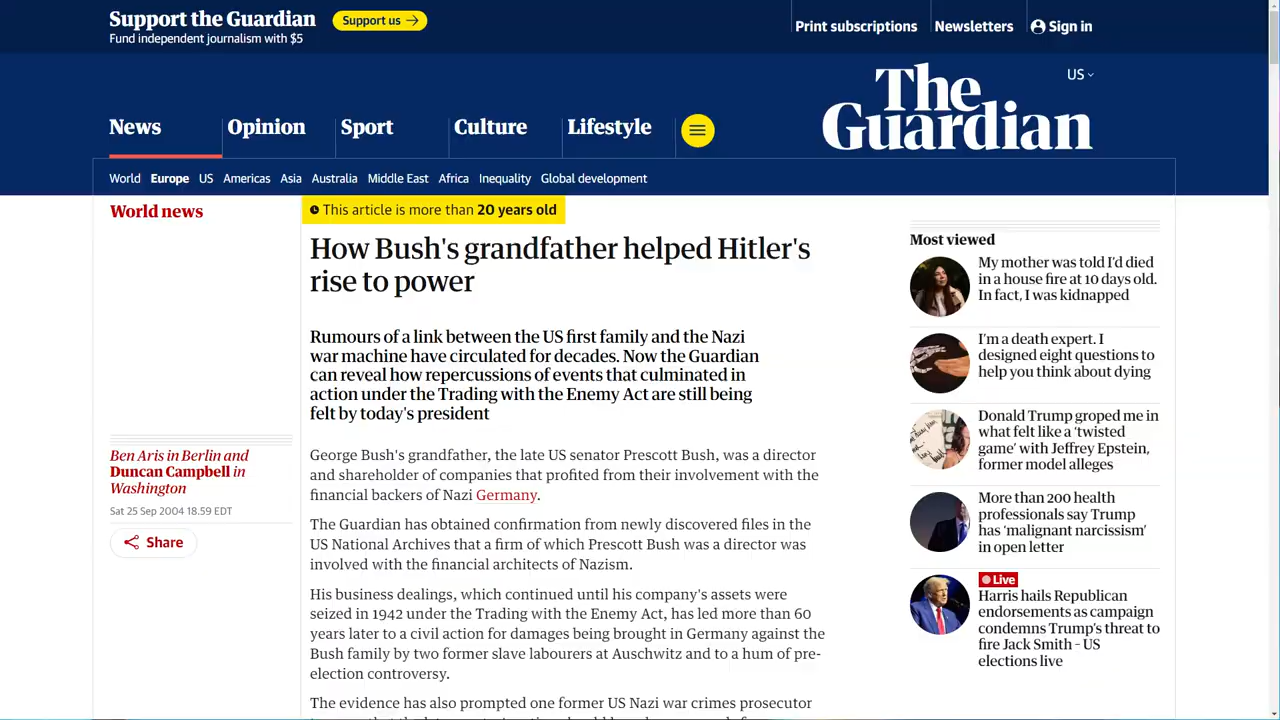 Support the Guardian
Fund independent journalism with $5
Support us
Print subscriptions
Newsletters
Sign in
US
The
Guardian
News
Opinion
Sport
Culture
Lifestyle
World
Europe
US
Americas
Asia
Australia
Middle East
Africa
Inequality
Global development
World news
This article is more than 20 years old
How Bush's grandfather helped Hitler's
rise to power
Rumours of a link between the US first family and the Nazi
war machine have circulated for decades. Now the Guardian
can reveal how repercussions of events that culminated in
action under the Trading with the Enemy Act are still being
felt by today's president
Ben Aris in Berlin and
Duncan Campbell in
Washington
Sat 25 Sep 2004 18.59 EDT
Share
George Bush's grandfather, the late US senator Prescott Bush, was a director
and shareholder of companies that profited from their involvement with the
financial backers of Nazi Germany.
The Guardian has obtained confirmation from newly discovered files in the
US National Archives that a firm of which Prescott Bush was a director was
involved with the financial architects of Nazism.
His business dealings, which continued until his company's assets were
seized in 1942 under the Trading with the Enemy Act, has led more than 60
years later to a civil action for damages being brought in Germany against the
Bush family by two former slave labourers at Auschwitz and to a hum of pre-
election controversy.
The evidence has also prompted one former US Nazi war crimes prosecutor
Most viewed
My mother was told I'd died
in a house fire at 10 days old.
In fact, I was kidnapped
I'm a death expert. I
designed eight questions to
help you think about dying
Donald Trump groped me in
what felt like a 'twisted
game' with Jeffrey Epstein,
former model alleges
More than 200 health
professionals say Trump
has 'malignant narcissism'
in open letter
Live
Harris hails Republican
endorsements as campaign
condemns Trump's threat to
fire Jack Smith – US
elections live